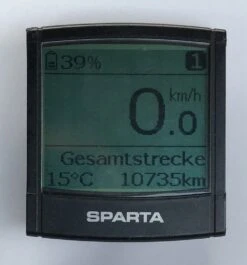 39% 1
km/h
0.0
Gesamtstrecke
15°C 10735km
SPARTA